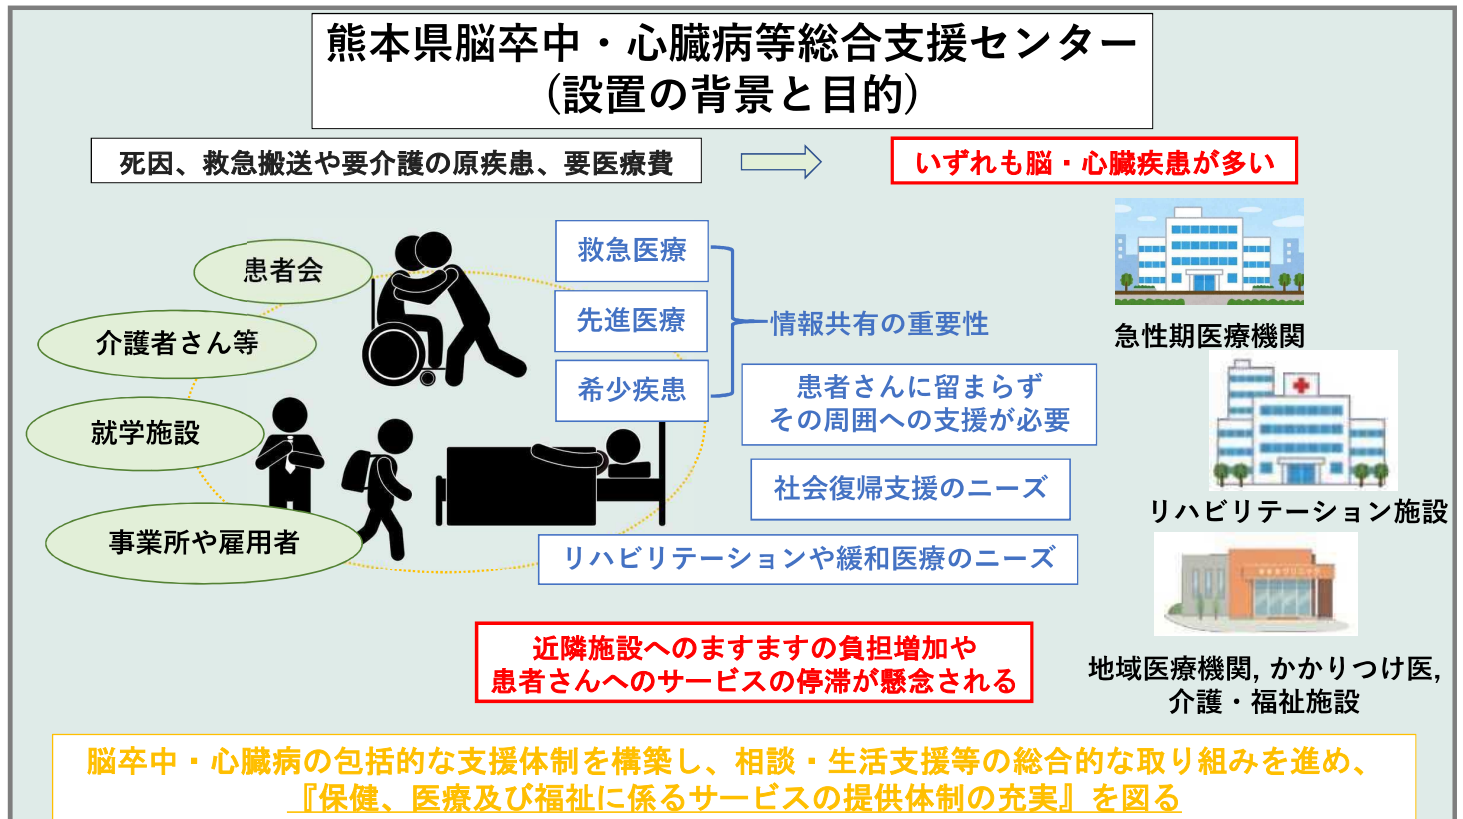 熊本県脳卒中・心臓病等総合支援センター
(設置の背景と目的)
死因、救急搬送や要介護の原疾患、要医療費
いずれも脳・心臓疾患が多い
患者会
介護者さん等
就学施設
事業所や雇用者
救急医療
先進医療
希少疾患
情報共有の重要性
患者さんに留まらず
その周囲への支援が必要
社会復帰支援のニーズ
リハビリテーションや緩和医療のニーズ
急性期医療機関
リハビリテーション施設
地域医療機関, かかりつけ医,
介護・福祉施設
近隣施設へのますますの負担増加や
患者さんへのサービスの停滞が懸念される
脳卒中・心臓病の包括的な支援体制を構築し、相談・生活支援等の総合的な取り組みを進め、
『保健、医療及び福祉に係るサービスの提供体制の充実』を図る